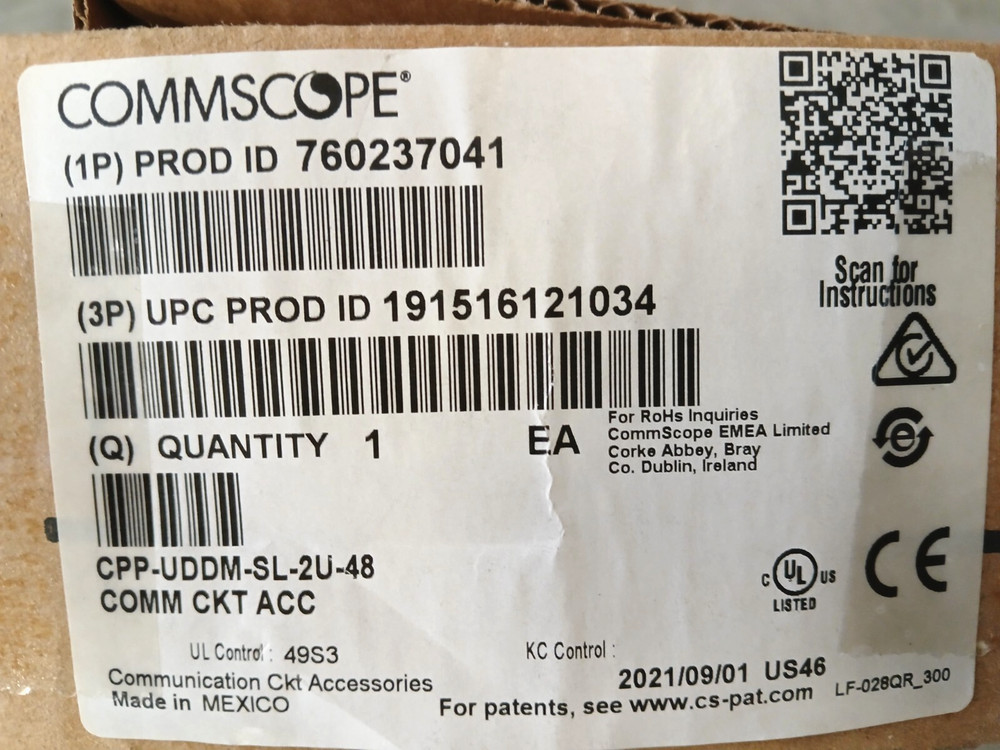 COMMSCOPE®
(1P) PROD ID 760237041
(3P) UPC PROD ID 191516121034
Scan for
Instructions
(Q) QUANTITY 1 EA
For RoHs Inquiries
CommScope EMEA Limited
Corke Abbey, Bray
Co. Dublin, Ireland
e
CE
CPP-UDDM-SL-2U-48
COMM CKT ACC
C UL US
LISTED
UL Control : 49S3
KC Control :
Communication Ckt Accessories
2021/09/01 US46
Made in MEXICO
For patents, see www.cs-pat.com
LF-028QR_300